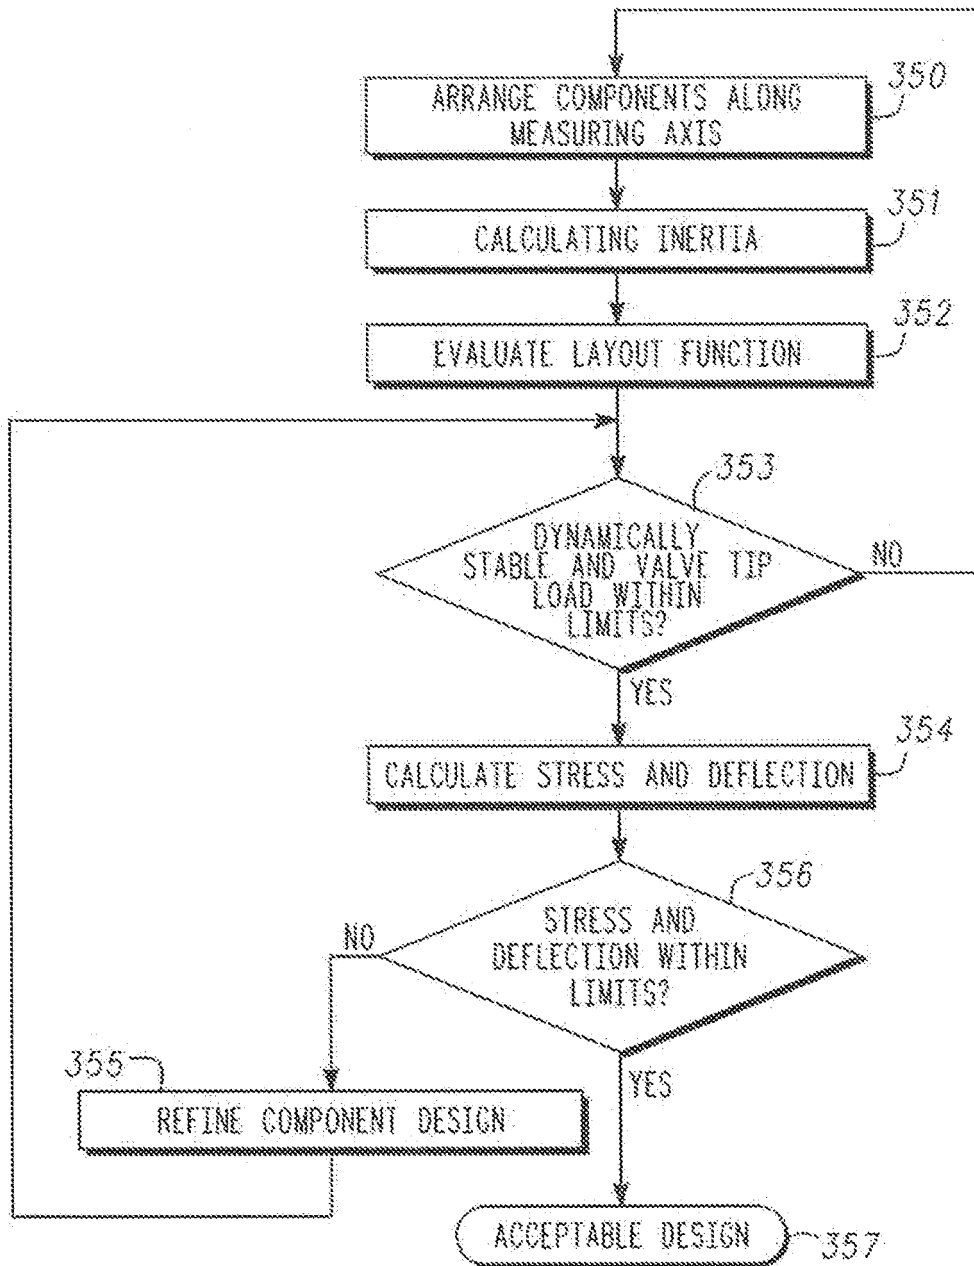 350
ARRANGE COMPONENTS ALONG
MEASURING AXIS
351
CALCULATING INERTIA
352
EVALUATE LAYOUT FUNCTION
353
DYNAMICALLY
STABLE AND VALVE TIP
LOAD WITHIN
LIMITS?
NO
YES
354
CALCULATE STRESS AND DEFLECTION
356
STRESS AND
DEFLECTION WITHIN
LIMITS?
NO
355
YES
REFINE COMPONENT DESIGN
ACCEPTABLE DESIGN
357